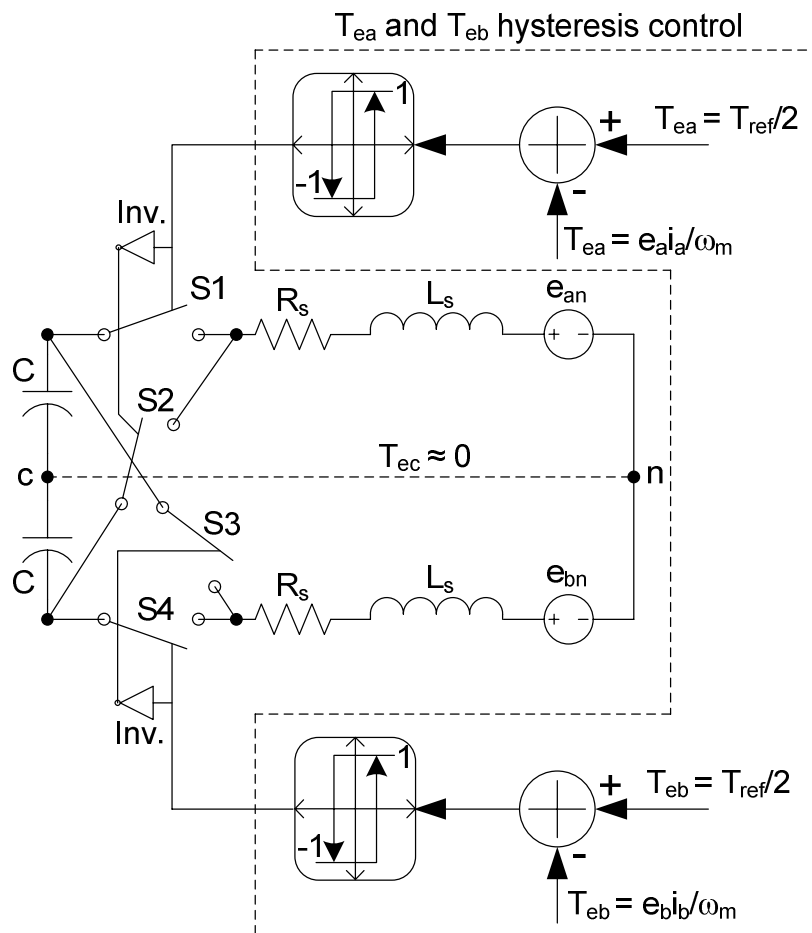 Tea and Teb hysteresis control
1
-1
+
Tea = Tref/2
-
Tea = eaia/ωm
Inv.
S1
Rs
Ls
ean
+ -
C
S2
c
Tec ≈ 0
n
S3
C
S4
Rs
Ls
ebn
+ -
Inv.
1
-1
+
Teb = Tref/2
-
Teb = ebib/ωm